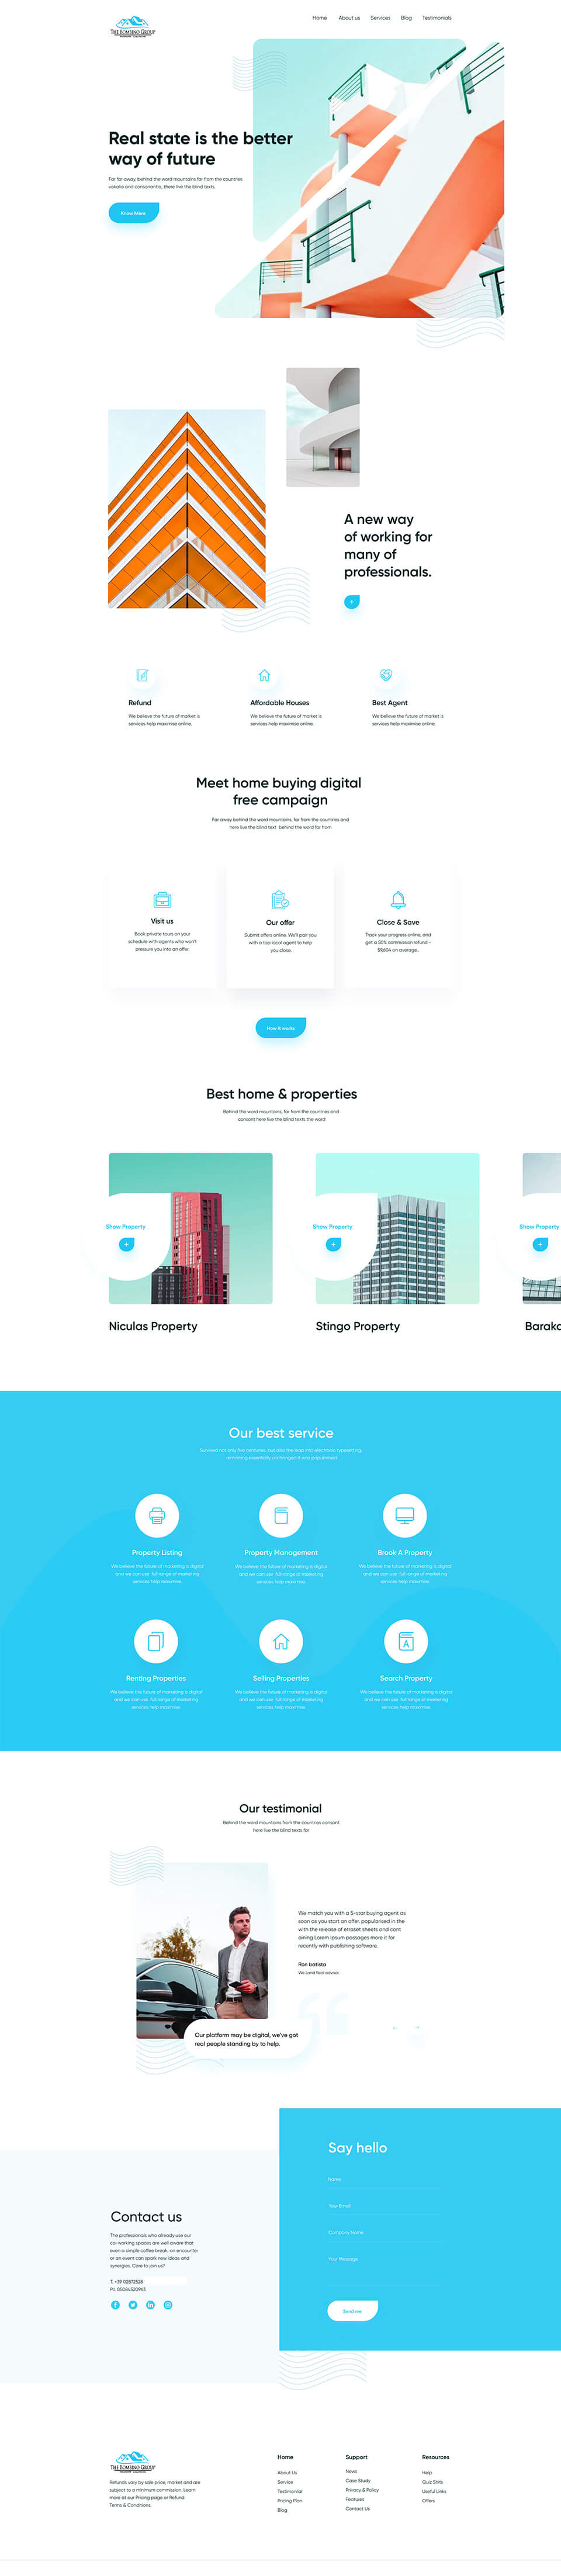 THE BOMBINO GROUP
Home About us Services Blog Testimonials
Real state is the better
way of future
Far far away, behind the word mountains far from the countries
vokalia and consonantia, there live the blind texts.
Know More
A new way
of working for
many of
professionals.
Refund
We believe the future of market is
services help maximise online.
Affordable Houses
We believe the future of market is
services help maximise online.
Best Agent
We believe the future of market is
services help maximise online.
Meet home buying digital
free campaign
Far away behind the word mountains, far from the countries and
here live the blind text behind the word far from
Visit us
Book private tours on your
schedule with agents who won't
pressure you into an offer.
Our offer
Submit offers online. We'll pair you
with a top local agent to help
you close.
Close & Save
Track your progress online, and
get a 50% commission refund -
$9,604 on average.
How it works
Best home & properties
Behind the word mountains, far from the countries and
consont here live the blind texts the word
Show Property
Show Property
Show Property
Niculas Property
Stingo Property
Baraka
Our best service
Survived not only five centuries, but also the leap into electronic typesetting,
remaining essentially unchanged it was popularised.
Property Listing
We believe the future of marketing is digital
and we can use full range of marketing
services help maximise.
Property Management
We believe the future of marketing is digital
and we can use full range of marketing
services help maximise.
Brook A Property
We believe the future of marketing is digital
and we can use full range of marketing
services help maximise.
Renting Properties
We believe the future of marketing is digital
and we can use full range of marketing
services help maximise.
Selling Properties
We believe the future of marketing is digital
and we can use full range of marketing
services help maximise.
Search Property
We believe the future of marketing is digital
and we can use full range of marketing
services help maximise.
Our testimonial
Behind the word mountains from the countries consont
here live the blind texts far
We match you with a 5-star buying agent as
soon as you start an offer, popularised in the
with the release of etraset sheets and cont
aining Lorem Ipsum passages more it for
recently with publishing software.
Ron batista
We cand Real advisor.
Our platform may be digital, we've got
real people standing by to help.
Say hello
Name
Your Email
Company Name
Your Message
Send me
Contact us
The professionals who already use our
co-working spaces are well aware that
even a simple coffee break, an encounter
or an event can spark new ideas and
synergies. Care to join us?
T. +39 02872528
P.I. 05084520963
THE BOMBINO GROUP
Refunds vary by sale price, market and are
subject to a minimum commission. Learn
more at our Pricing page or Refund
Terms & Conditions.
Home
About Us
Service
Testimonial
Pricing Plan
Blog
Support
News
Case Study
Privacy & Policy
Features
Contact Us
Resources
Help
Quiz Shits
Useful Links
Offers